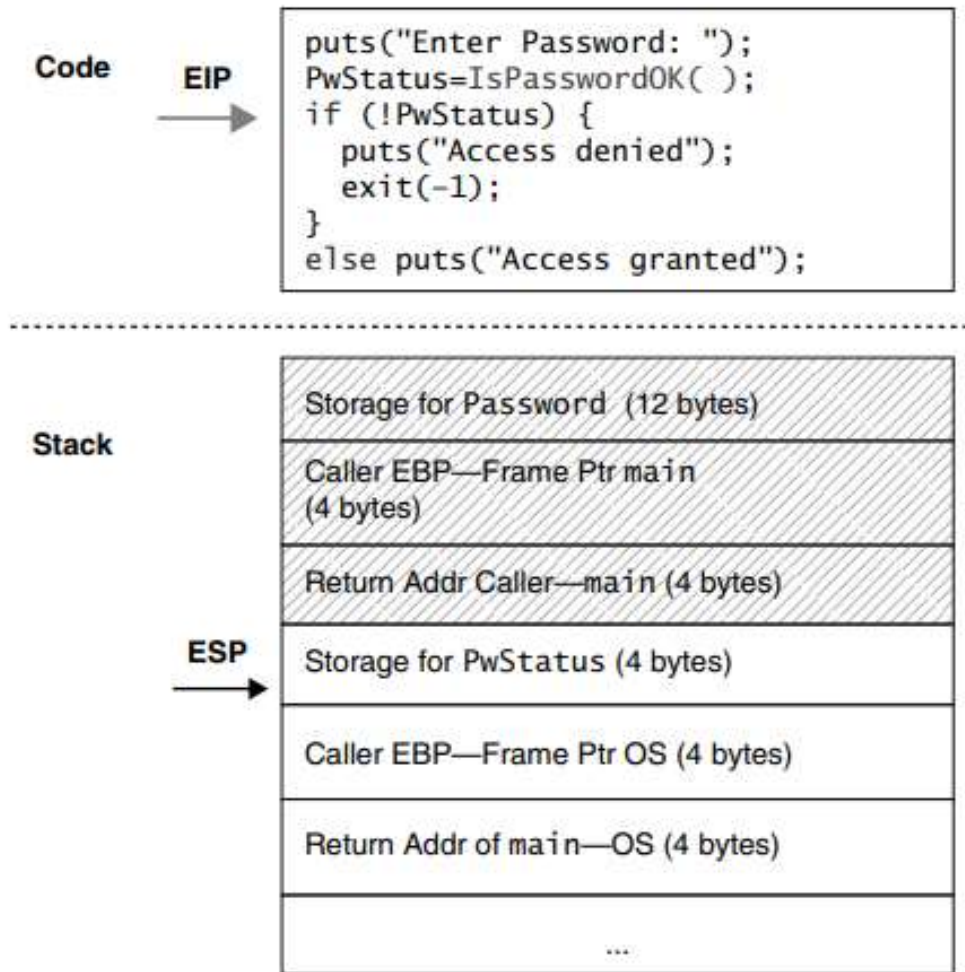 Code
EIP
puts("Enter Password: ");
PwStatus=IsPasswordOK( );
if (!PwStatus) {
puts("Access denied");
exit(-1);
}
else puts("Access granted");
Stack
Storage for Password (12 bytes)
Caller EBP—Frame Ptr main
(4 bytes)
Return Addr Caller—main (4 bytes)
ESP
Storage for PwStatus (4 bytes)
Caller EBP—Frame Ptr OS (4 bytes)
Return Addr of main—OS (4 bytes)
...